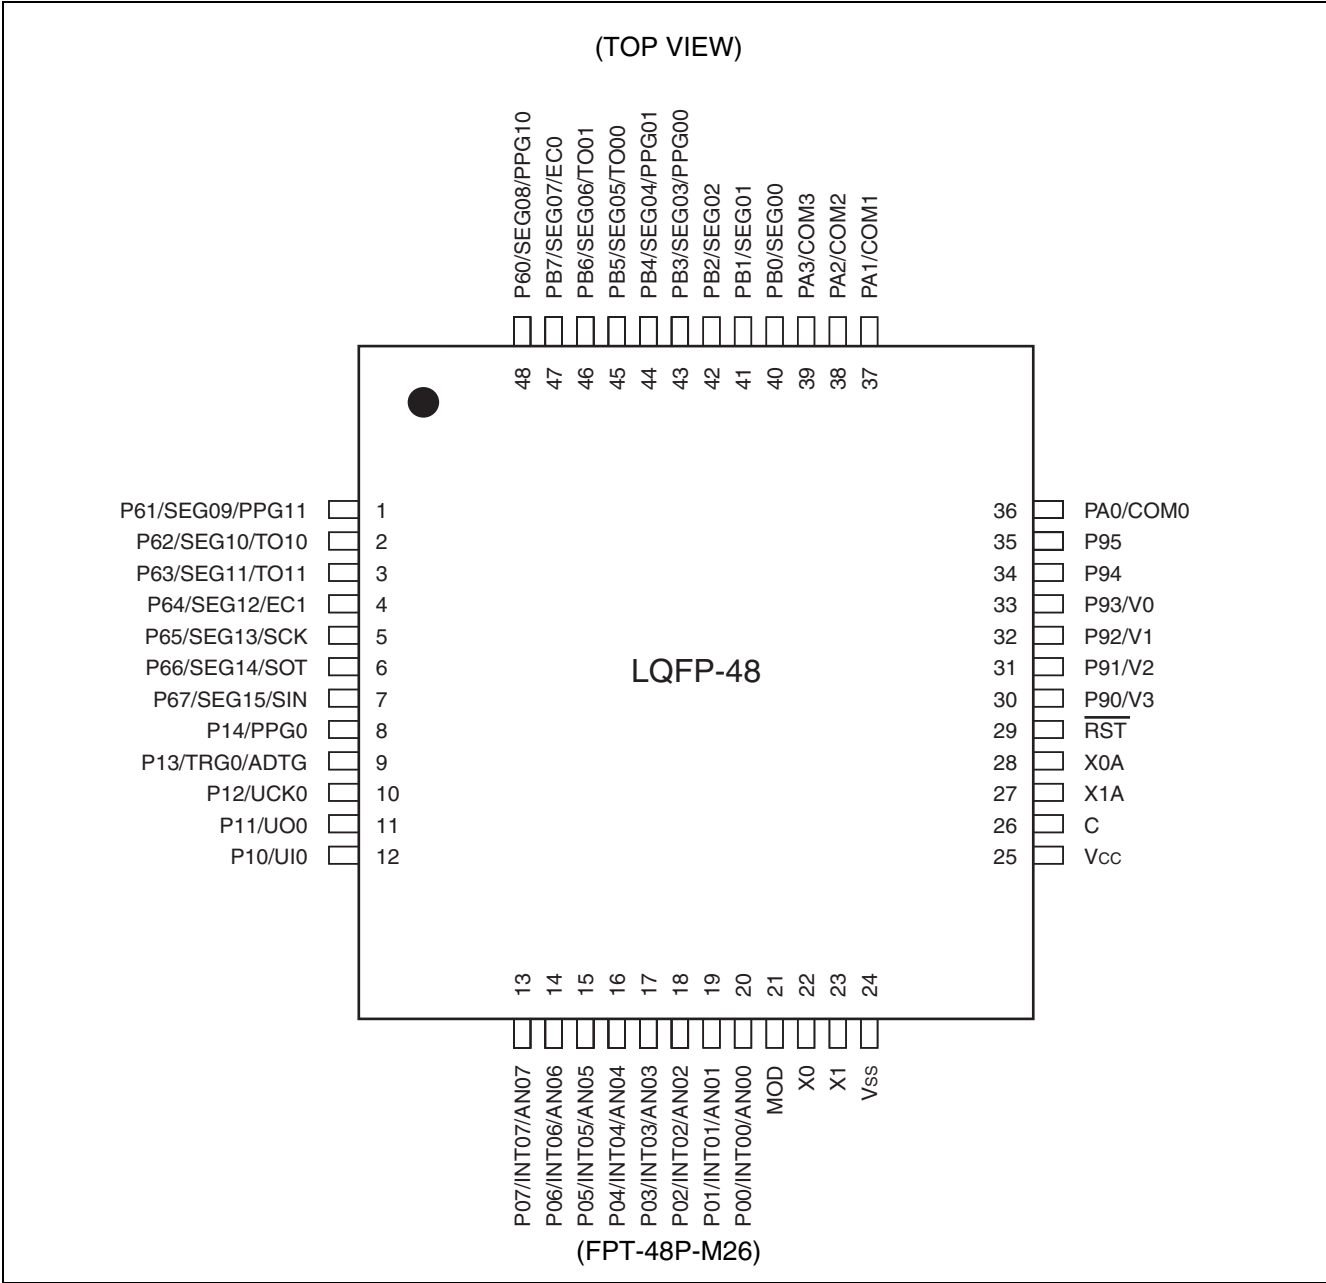 (TOP VIEW)
P60/SEG08/PPG10
PB7/SEG07/EC0
PB6/SEG06/TO01
PB5/SEG05/TO00
PB4/SEG04/PPG01
PB3/SEG03/PPG00
PB2/SEG02
PB1/SEG01
PB0/SEG00
PA3/COM3
PA2/COM2
PA1/COM1
48 47 46 45 44 43 42 41 40 39 38 37
P61/SEG09/PPG11 1
P62/SEG10/TO10 2
P63/SEG11/TO11 3
P64/SEG12/EC1 4
P65/SEG13/SCK 5
P66/SEG14/SOT 6
P67/SEG15/SIN 7
P14/PPG0 8
P13/TRG0/ADTG 9
P12/UCK0 10
P11/UO0 11
P10/UI0 12
LQFP-48
36 PA0/COM0
35 P95
34 P94
33 P93/V0
32 P92/V1
31 P91/V2
30 P90/V3
29 RST
28 X0A
27 X1A
26 C
25 Vcc
13 14 15 16 17 18 19 20 21 22 23 24
P07/INT07/AN07
P06/INT06/AN06
P05/INT05/AN05
P04/INT04/AN04
P03/INT03/AN03
P02/INT02/AN02
P01/INT01/AN01
P00/INT00/AN00
MOD
X0
X1
Vss
(FPT-48P-M26)